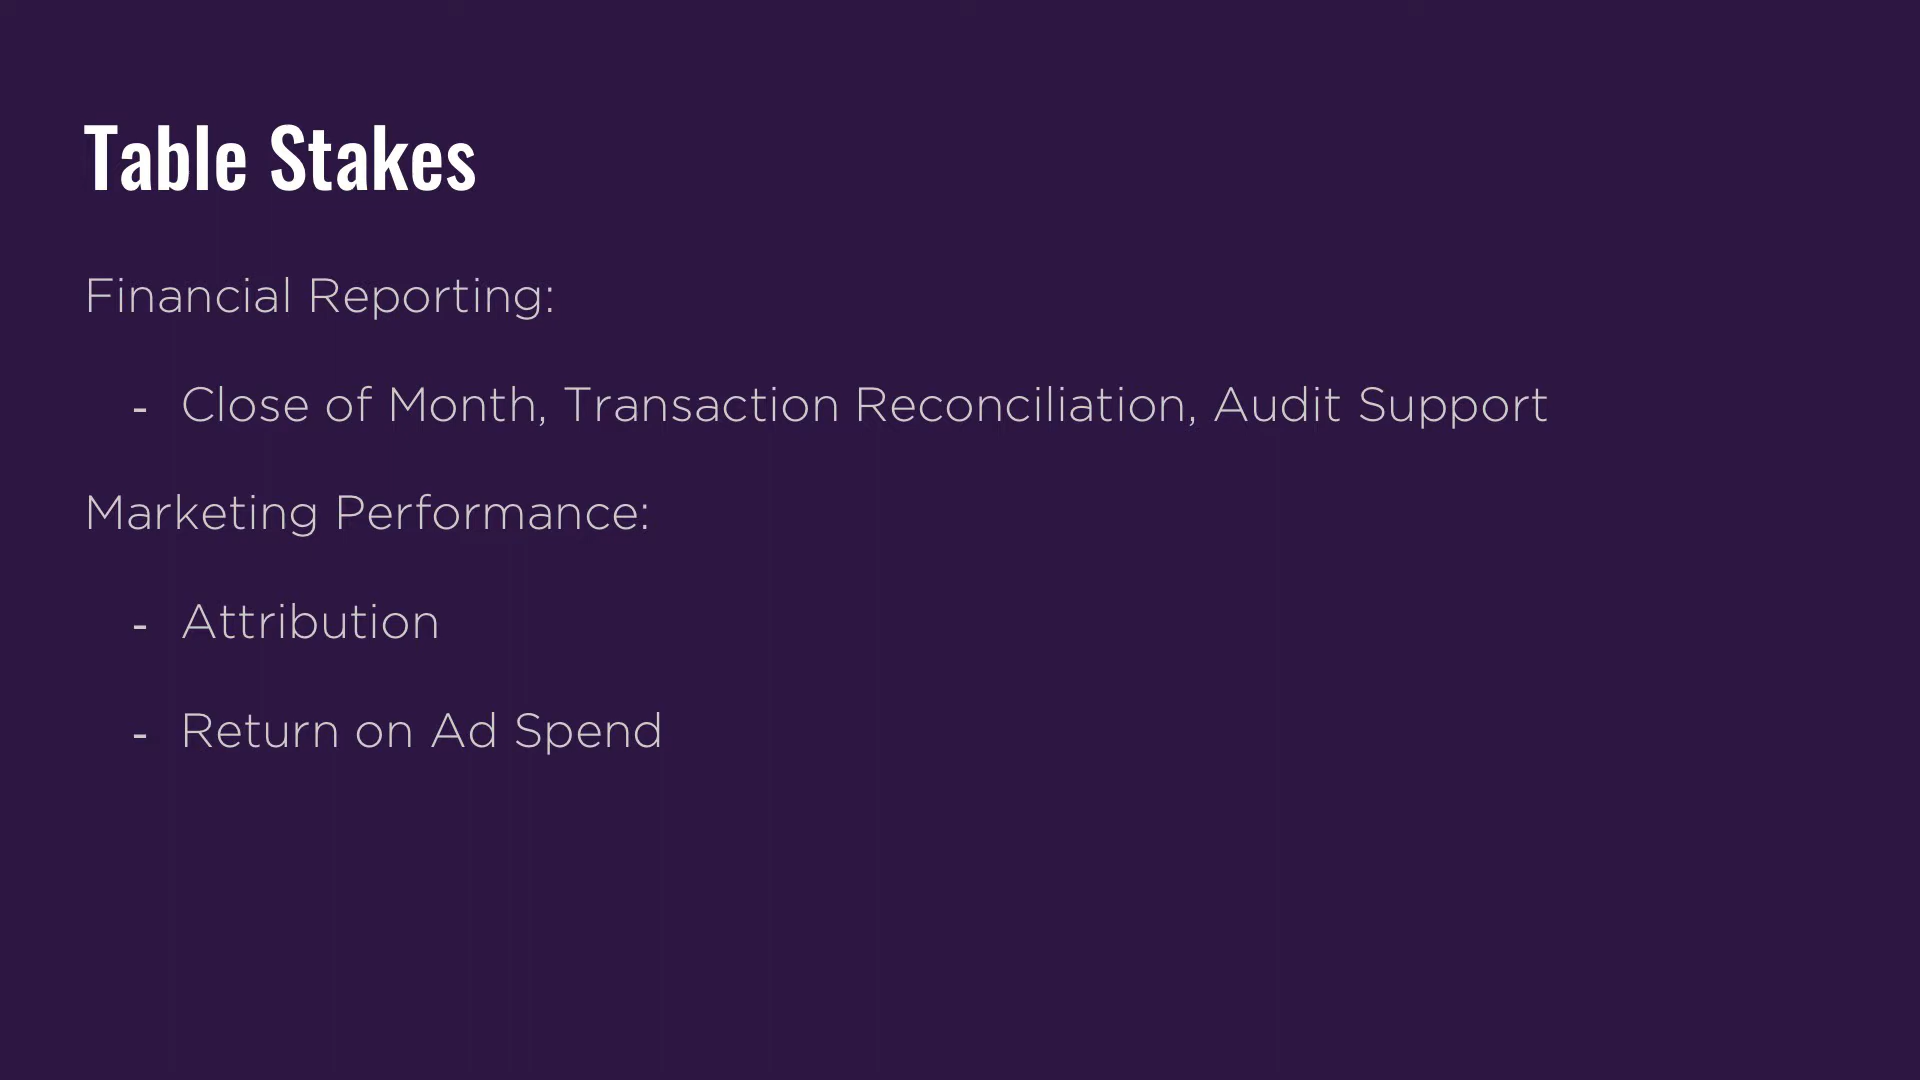 Table Stakes
Financial Reporting:
- Close of Month, Transaction Reconciliation, Audit Support
Marketing Performance:
- Attribution
- Return on Ad Spend